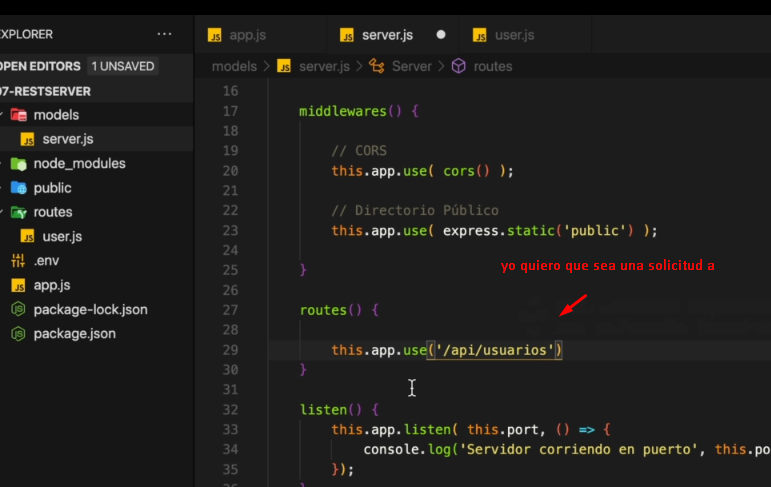 EXPLORER ···
app.js server.js ● user.js
OPEN EDITORS 1 UNSAVED
models > server.js > Server > routes
07-RESTSERVER
models
server.js
node_modules
public
routes
user.js
.env
app.js
package-lock.json
package.json
16
17 middlewares() {
18
19 // CORS
20 this.app.use( cors() );
21
22 // Directorio Público
23 this.app.use( express.static('public') );
24
25 }
yo quiero que sea una solicitud a
26
27 routes() {
28
29 this.app.use('/api/usuarios')
30 }
31
32 listen() {
33 this.app.listen( this.port, () => {
34 console.log('Servidor corriendo en puerto', this.po
35 });